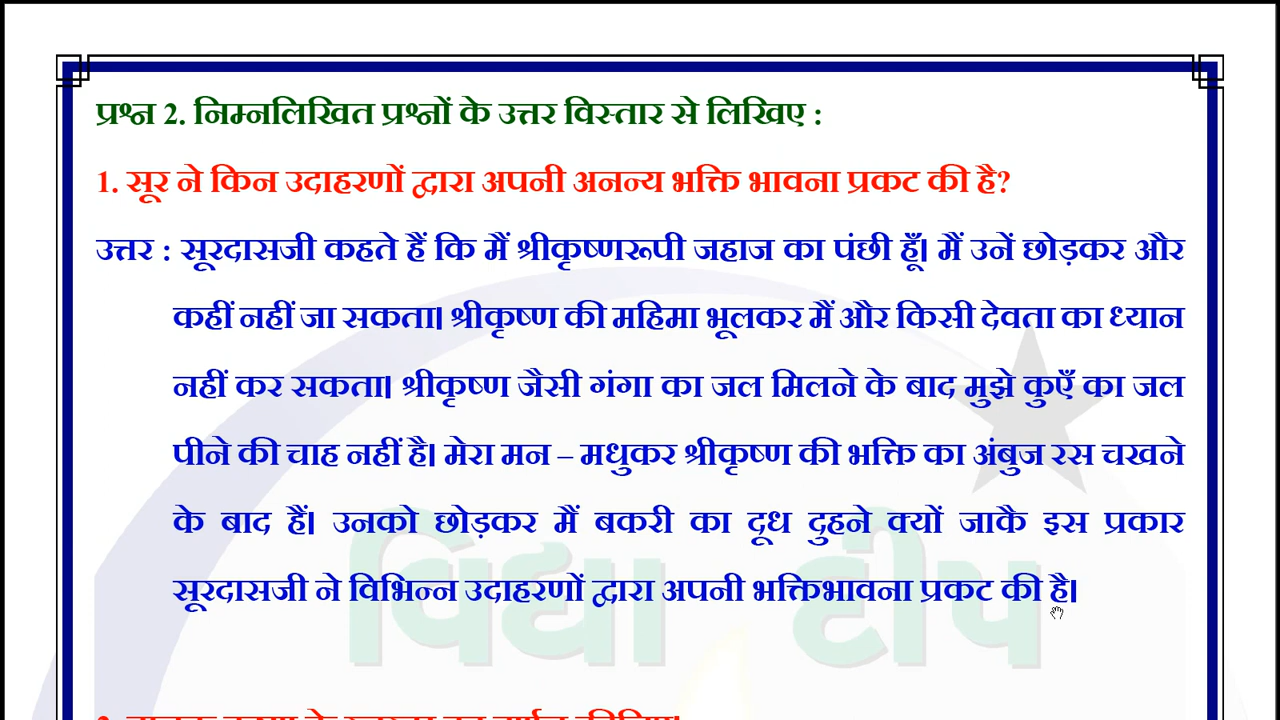 प्रश्न 2. निम्नलिखित प्रश्नों के उत्तर विस्तार से लिखिए :
1. सूर ने किन उदाहरणों द्वारा अपनी अनन्य भक्ति भावना प्रकट की है?
उत्तर : सूरदासजी कहते हैं कि मैं श्रीकृष्णरूपी जहाज का पंछी हूँ। मैं उनें छोड़कर और
कहीं नहीं जा सकता। श्रीकृष्ण की महिमा भूलकर मैं और किसी देवता का ध्यान
नहीं कर सकता। श्रीकृष्ण जैसी गंगा का जल मिलने के बाद मुझे कुएँ का जल
पीने की चाह नहीं है। मेरा मन – मधुकर श्रीकृष्ण की भक्ति का अंबुज रस चखने
के बाद हैं। उनको छोड़कर मैं बकरी का दूध दुहने क्यों जाकै इस प्रकार
सूरदासजी ने विभिन्न उदाहरणों द्वारा अपनी भक्तिभावना प्रकट की है।
विद्या दीप